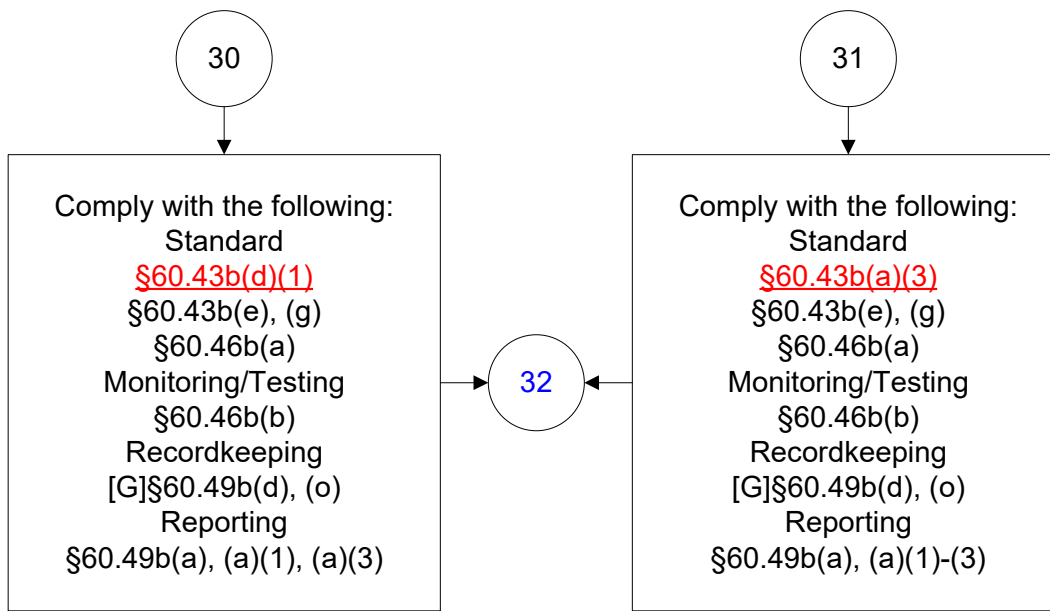 30
Comply with the following:
Standard
§60.43b(d)(1)
§60.43b(e), (g)
§60.46b(a)
Monitoring/Testing
§60.46b(b)
Recordkeeping
[G]§60.49b(d), (o)
Reporting
§60.49b(a), (a)(1), (a)(3)
32
31
Comply with the following:
Standard
§60.43b(a)(3)
§60.43b(e), (g)
§60.46b(a)
Monitoring/Testing
§60.46b(b)
Recordkeeping
[G]§60.49b(d), (o)
Reporting
§60.49b(a), (a)(1)-(3)